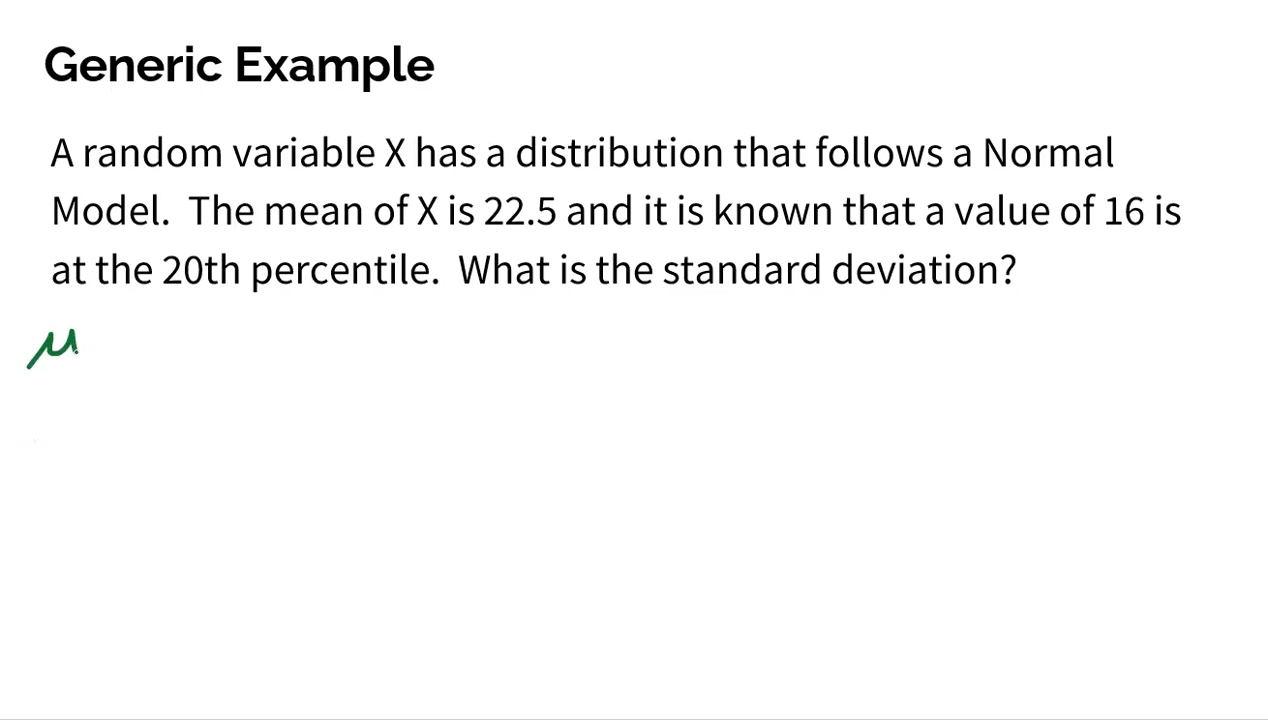 Generic Example
A random variable X has a distribution that follows a Normal
Model.  The mean of X is 22.5 and it is known that a value of 16 is
at the 20th percentile.  What is the standard deviation?
μ